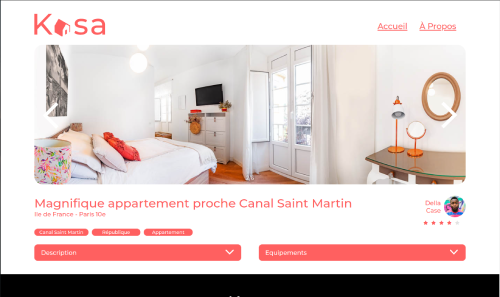 Kasa
Accueil À Propos
Magnifique appartement proche Canal Saint Martin
Ile de France - Paris 10e
Delia
Case
Canal Saint Martin République Appartement
Description Equipements